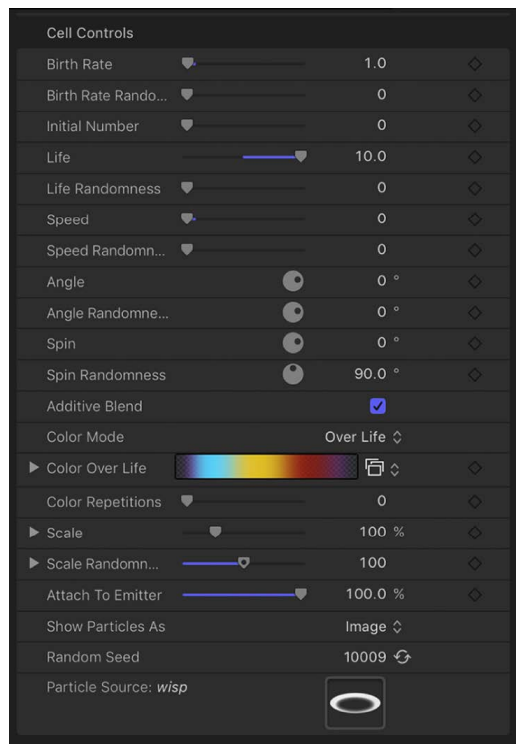 Cell Controls
Birth Rate 1.0
Birth Rate Rando... 0
Initial Number 0
Life 10.0
Life Randomness 0
Speed 0
Speed Randomn... 0
Angle 0 °
Angle Randomne... 0 °
Spin 0 °
Spin Randomness 90.0 °
Additive Blend
Color Mode Over Life
Color Over Life
Color Repetitions 0
Scale 100 %
Scale Randomn... 100
Attach To Emitter 100.0 %
Show Particles As Image
Random Seed 10009
Particle Source: wisp